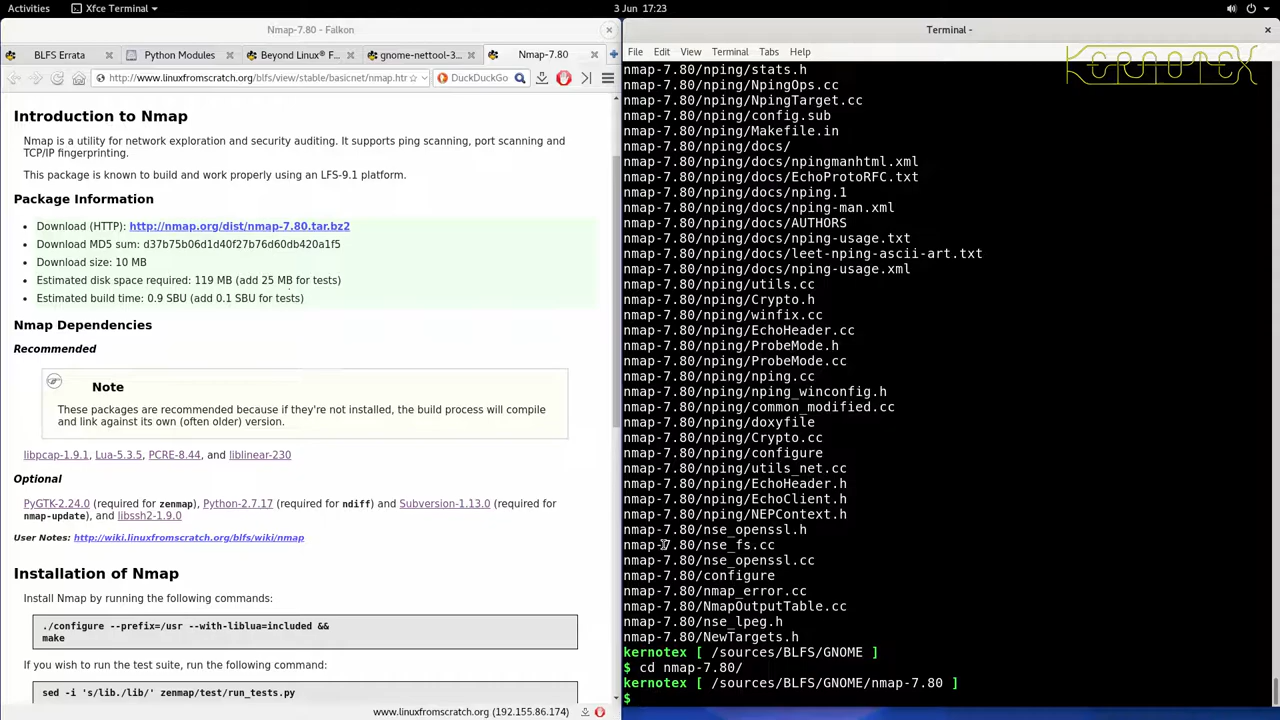 Activities
Xfce Terminal
3 Jun 17:23
Nmap-7.80 - Falkon
BLFS Errata
Python Modules
Beyond Linux® F...
gnome-nettool-3...
Nmap-7.80
http://www.linuxfromscratch.org/blfs/view/stable/basicnet/nmap.htr
DuckDuckGo
Introduction to Nmap
Nmap is a utility for network exploration and security auditing. It supports ping scanning, port scanning and
TCP/IP fingerprinting.
This package is known to build and work properly using an LFS-9.1 platform.
Package Information
Download (HTTP): http://nmap.org/dist/nmap-7.80.tar.bz2
Download MD5 sum: d37b75b06d1d40f27b76d60db420a1f5
Download size: 10 MB
Estimated disk space required: 119 MB (add 25 MB for tests)
Estimated build time: 0.9 SBU (add 0.1 SBU for tests)
Nmap Dependencies
Recommended
Note
These packages are recommended because if they're not installed, the build process will compile
and link against its own (often older) version.
libpcap-1.9.1, Lua-5.3.5, PCRE-8.44, and liblinear-230
Optional
PyGTK-2.24.0 (required for zenmap), Python-2.7.17 (required for ndiff) and Subversion-1.13.0 (required for
nmap-update), and libssh2-1.9.0
User Notes: http://wiki.linuxfromscratch.org/blfs/wiki/nmap
Installation of Nmap
Install Nmap by running the following commands:
./configure --prefix=/usr --with-liblua=included &&
make
If you wish to run the test suite, run the following command:
sed -i 's/lib./lib/' zenmap/test/run_tests.py
www.linuxfromscratch.org (192.155.86.174)
Terminal -
File Edit View Terminal Tabs Help
KERNOTEX
nmap-7.80/nping/stats.h
nmap-7.80/nping/NpingOps.cc
nmap-7.80/nping/NpingTarget.cc
nmap-7.80/nping/config.sub
nmap-7.80/nping/Makefile.in
nmap-7.80/nping/docs/
nmap-7.80/nping/docs/npingmanhtml.xml
nmap-7.80/nping/docs/EchoProtoRFC.txt
nmap-7.80/nping/docs/nping.1
nmap-7.80/nping/docs/nping-man.xml
nmap-7.80/nping/docs/AUTHORS
nmap-7.80/nping/docs/nping-usage.txt
nmap-7.80/nping/docs/leet-nping-ascii-art.txt
nmap-7.80/nping/docs/nping-usage.xml
nmap-7.80/nping/utils.cc
nmap-7.80/nping/Crypto.h
nmap-7.80/nping/winfix.cc
nmap-7.80/nping/EchoHeader.cc
nmap-7.80/nping/ProbeMode.h
nmap-7.80/nping/ProbeMode.cc
nmap-7.80/nping/nping.cc
nmap-7.80/nping/nping_winconfig.h
nmap-7.80/nping/common_modified.cc
nmap-7.80/nping/doxyfile
nmap-7.80/nping/Crypto.cc
nmap-7.80/nping/configure
nmap-7.80/nping/utils_net.cc
nmap-7.80/nping/EchoHeader.h
nmap-7.80/nping/EchoClient.h
nmap-7.80/nping/NEPContext.h
nmap-7.80/nse_openssl.h
nmap-7.80/nse_fs.cc
nmap-7.80/nse_openssl.cc
nmap-7.80/configure
nmap-7.80/nmap_error.cc
nmap-7.80/NmapOutputTable.cc
nmap-7.80/nse_lpeg.h
nmap-7.80/NewTargets.h
kernotex [ /sources/BLFS/GNOME ]
$ cd nmap-7.80/
kernotex [ /sources/BLFS/GNOME/nmap-7.80 ]
$